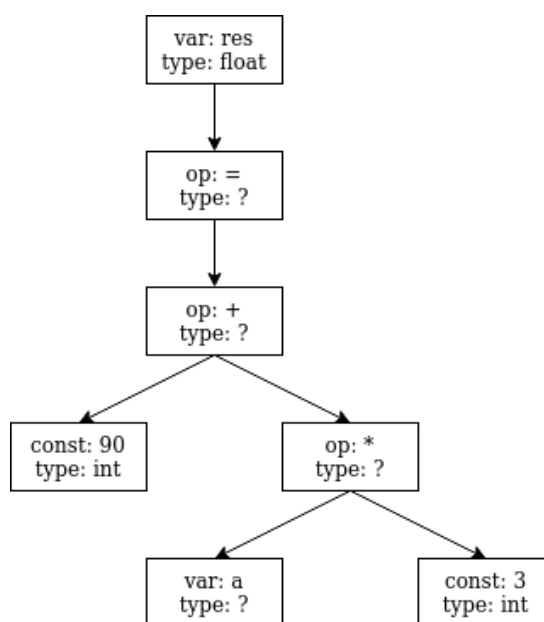 var: res
type: float
op: =
type: ?
op: +
type: ?
const: 90
type: int
op: *
type: ?
var: a
type: ?
const: 3
type: int